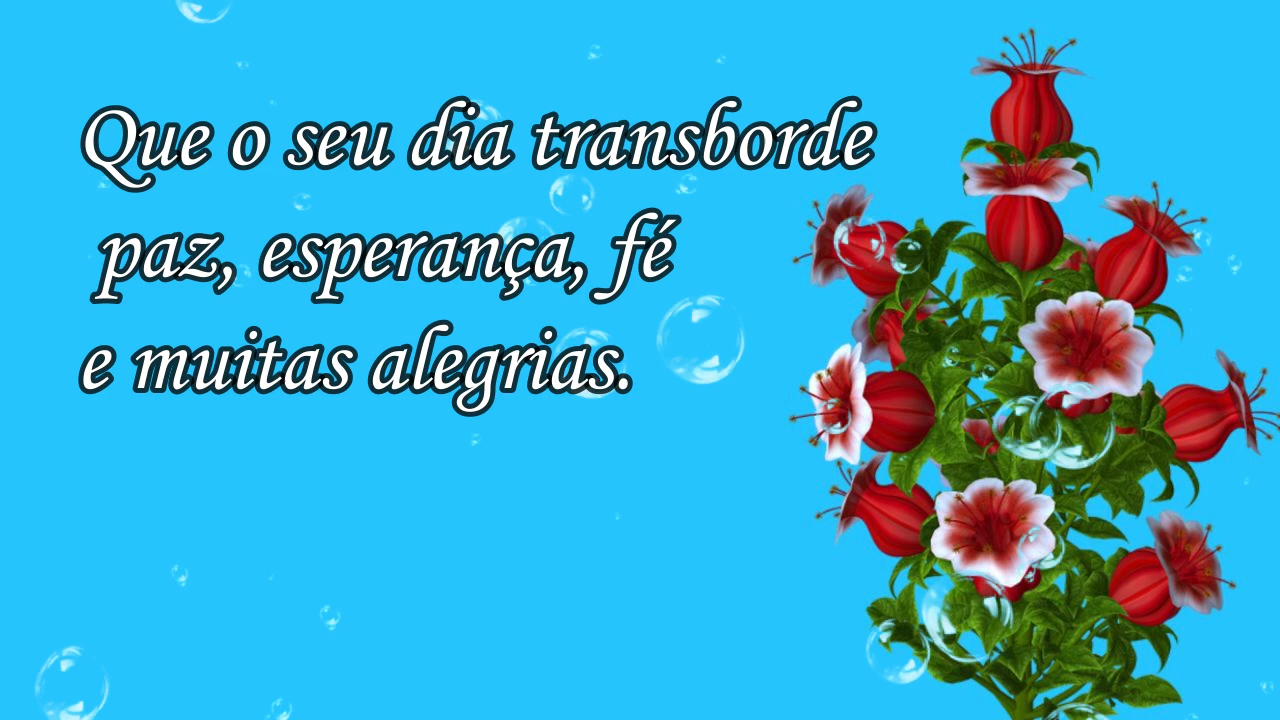 Que o seu dia transborde
paz, esperança, fé
e muitas alegrias.